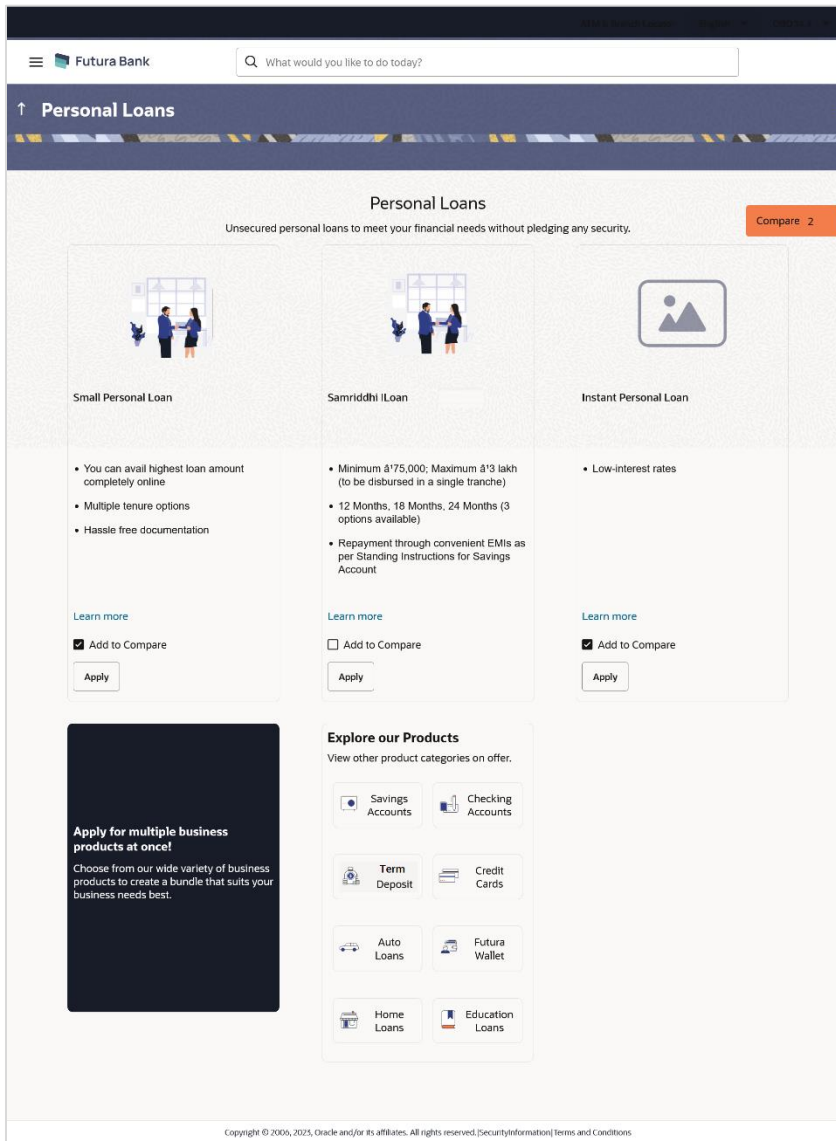 Futura Bank
What would you like to do today?
↑ Personal Loans
Personal Loans
Unsecured personal loans to meet your financial needs without pledging any security.
Compare 2
Small Personal Loan
• You can avail highest loan amount
completely online
• Multiple tenure options
• Hassle free documentation
Learn more
Add to Compare
Apply
Samriddhi lLoan
• Minimum â¹75,000; Maximum â¹3 lakh
(to be disbursed in a single tranche)
• 12 Months, 18 Months, 24 Months (3
options available)
• Repayment through convenient EMIs as
per Standing Instructions for Savings
Account
Learn more
Add to Compare
Apply
Instant Personal Loan
• Low-interest rates
Learn more
Add to Compare
Apply
Apply for multiple business
products at once!
Choose from our wide variety of business
products to create a bundle that suits your
business needs best.
Explore our Products
View other product categories on offer.
Savings
Accounts
Checking
Accounts
Term
Deposit
Credit
Cards
Auto
Loans
Futura
Wallet
Home
Loans
Education
Loans
Copyright © 2006, 2023, Oracle and/or its affiliates. All rights reserved.|SecurityInformation|Terms and Conditions